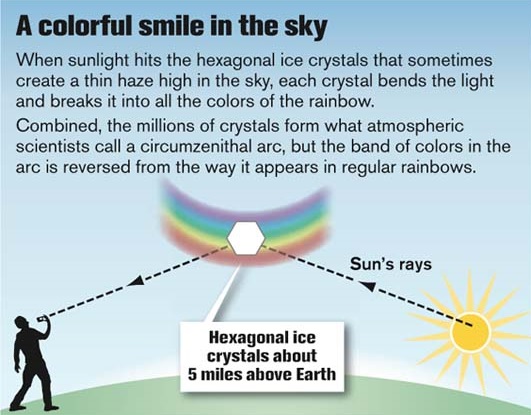 A colorful smile in the sky
When sunlight hits the hexagonal ice crystals that sometimes
create a thin haze high in the sky, each crystal bends the light
and breaks it into all the colors of the rainbow.
Combined, the millions of crystals form what atmospheric
scientists call a circumzenithal arc, but the band of colors in the
arc is reversed from the way it appears in regular rainbows.
Sun's rays
Hexagonal ice
crystals about
5 miles above Earth